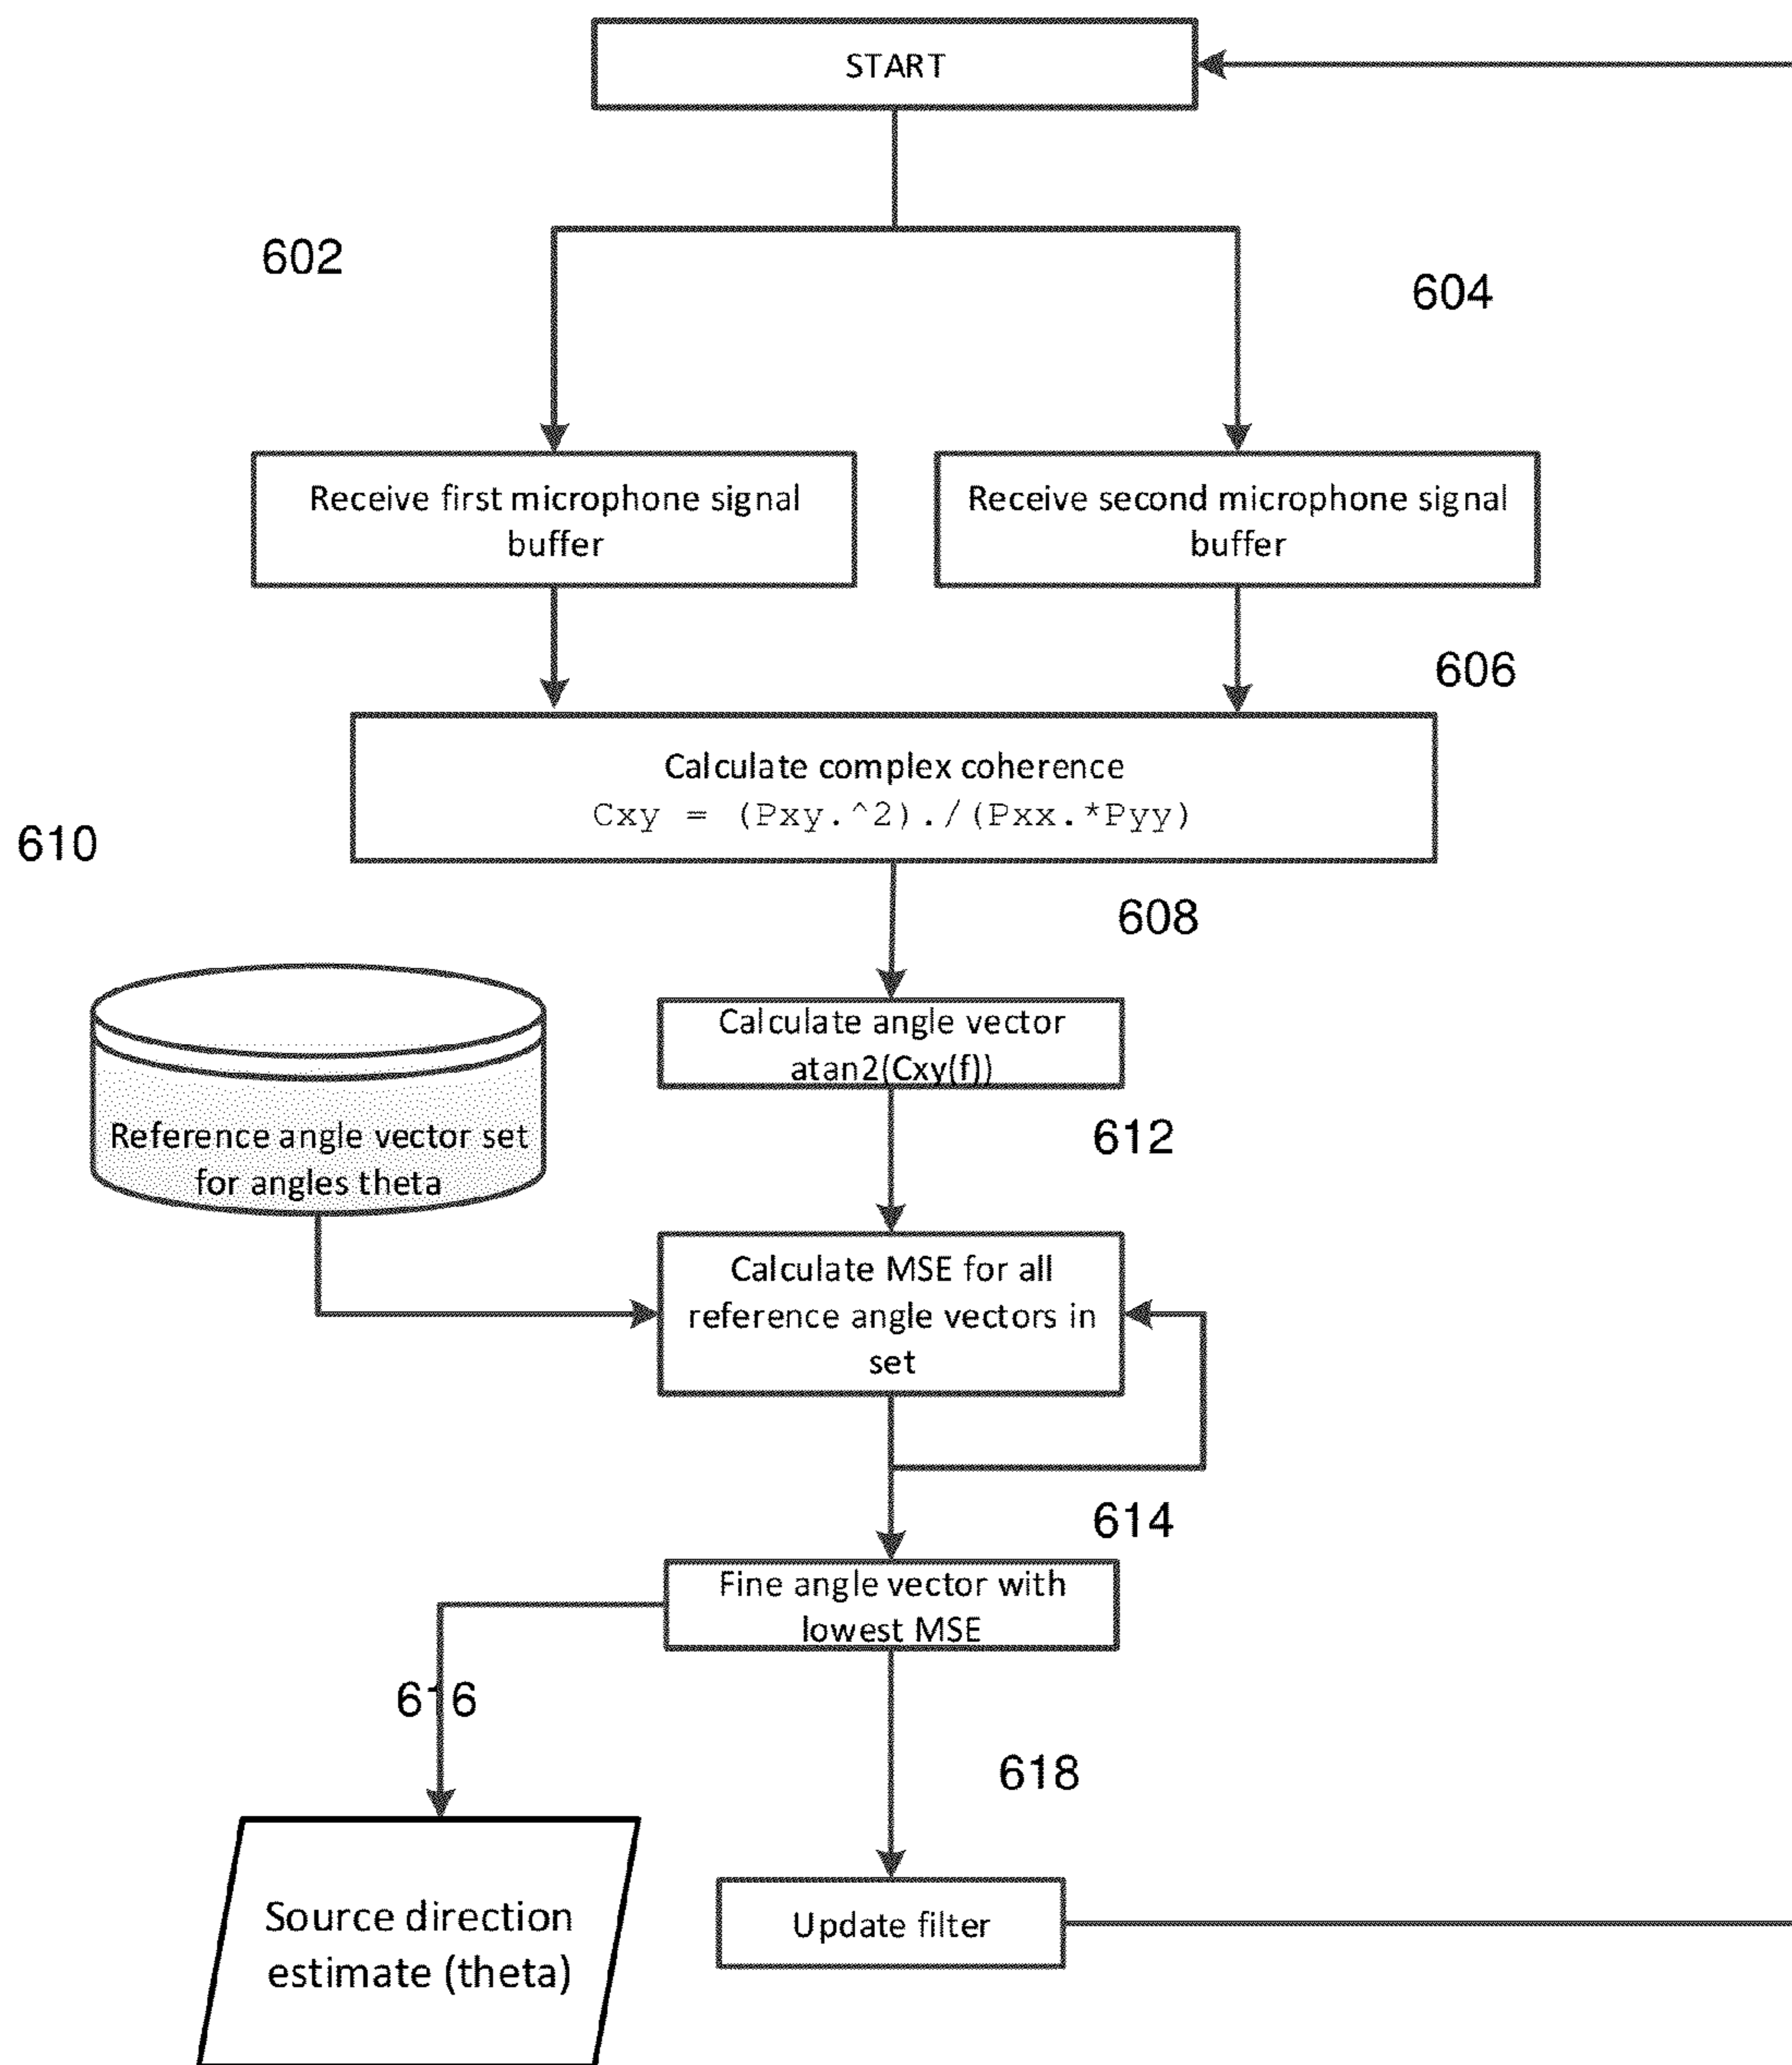 START
602
604
Receive first microphone signal
buffer
Receive second microphone signal
buffer
606
Calculate complex coherence
Cxy = (Pxy.^2)./(Pxx.*Pyy)
610
608
Calculate angle vector
atan2(Cxy(f))
Reference angle vector set
for angles theta
612
Calculate MSE for all
reference angle vectors in
set
614
Fine angle vector with
lowest MSE
616
618
Source direction
estimate (theta)
Update filter